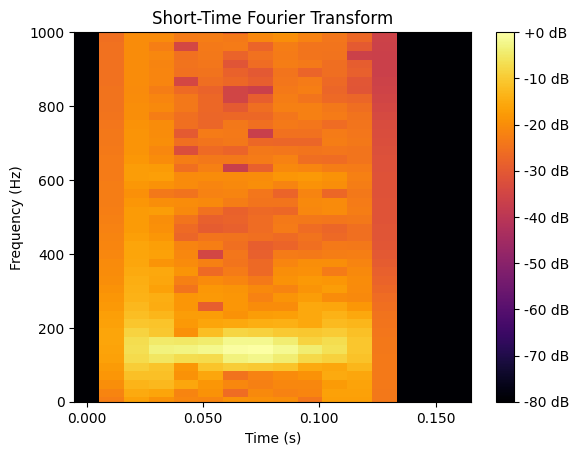 Short-Time Fourier Transform
1000
800
600
400
200
0
Frequency (Hz)
0.000
0.050
0.100
0.150
Time (s)
+0 dB
-10 dB
-20 dB
-30 dB
-40 dB
-50 dB
-60 dB
-70 dB
-80 dB